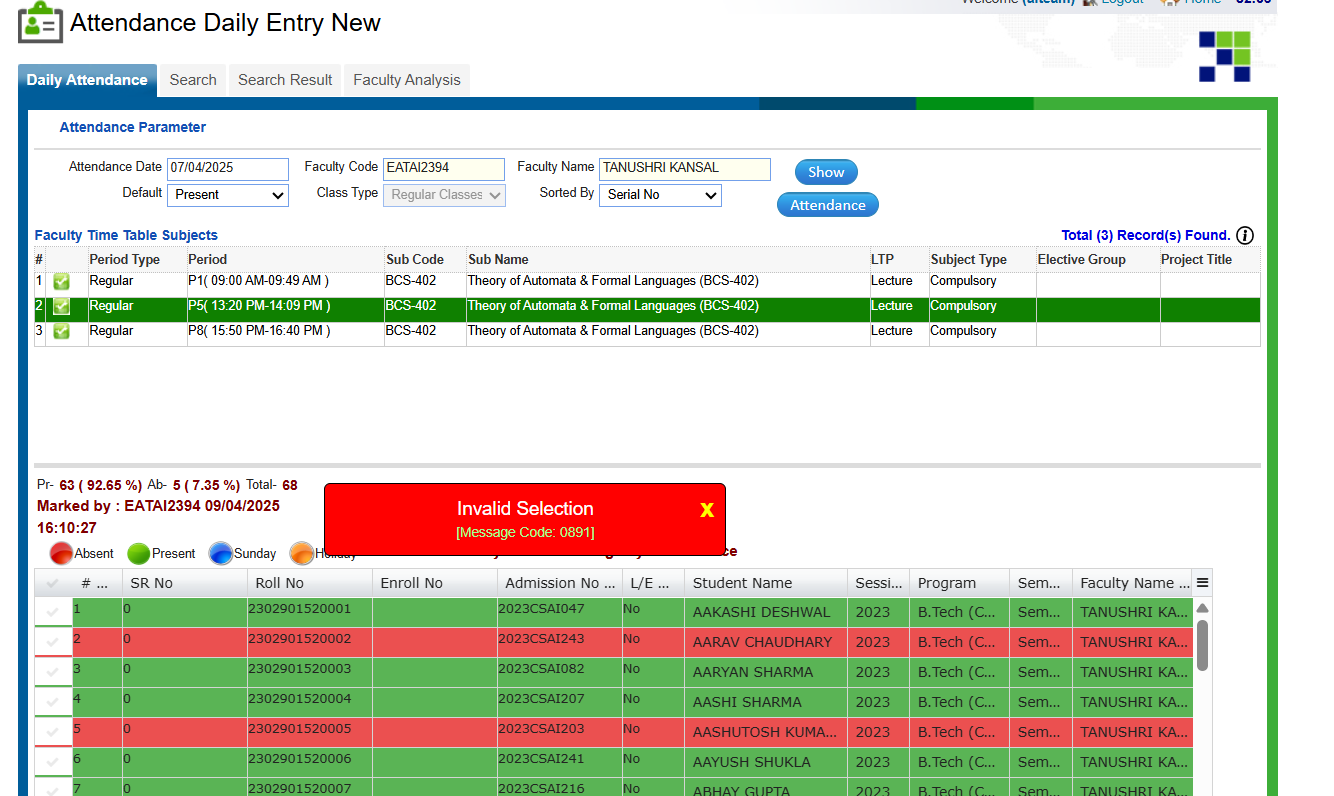 Welcome (aiteam) Logout Home
Attendance Daily Entry New
Daily Attendance Search Search Result Faculty Analysis
Attendance Parameter
Attendance Date 07/04/2025 Faculty Code EATAI2394 Faculty Name TANUSHRI KANSAL Show
Default Present Class Type Regular Classes Sorted By Serial No Attendance
Faculty Time Table Subjects Total (3) Record(s) Found.
# Period Type Period Sub Code Sub Name LTP Subject Type Elective Group Project Title
1 Regular P1( 09:00 AM-09:49 AM ) BCS-402 Theory of Automata & Formal Languages (BCS-402) Lecture Compulsory
2 Regular P5( 13:20 PM-14:09 PM ) BCS-402 Theory of Automata & Formal Languages (BCS-402) Lecture Compulsory
3 Regular P8( 15:50 PM-16:40 PM ) BCS-402 Theory of Automata & Formal Languages (BCS-402) Lecture Compulsory
Pr- 63 ( 92.65 %) Ab- 5 ( 7.35 %) Total- 68
Marked by : EATAI2394 09/04/2025
16:10:27
Invalid Selection X
[Message Code: 0891]
Absent Present Sunday Holiday
# ... SR No Roll No Enroll No Admission No ... L/E ... Student Name Sessi... Program Sem... Faculty Name ...
1 0 2302901520001 2023CSAI047 No AAKASHI DESHWAL 2023 B.Tech (C... Sem... TANUSHRI KA...
2 0 2302901520002 2023CSAI243 No AARAV CHAUDHARY 2023 B.Tech (C... Sem... TANUSHRI KA...
3 0 2302901520003 2023CSAI082 No AARYAN SHARMA 2023 B.Tech (C... Sem... TANUSHRI KA...
4 0 2302901520004 2023CSAI207 No AASHI SHARMA 2023 B.Tech (C... Sem... TANUSHRI KA...
5 0 2302901520005 2023CSAI203 No AASHUTOSH KUMA... 2023 B.Tech (C... Sem... TANUSHRI KA...
6 0 2302901520006 2023CSAI241 No AAYUSH SHUKLA 2023 B.Tech (C... Sem... TANUSHRI KA...
7 0 2302901520007 2023CSAI216 No ABHAY GUPTA 2023 B.Tech (C... Sem... TANUSHRI KA...